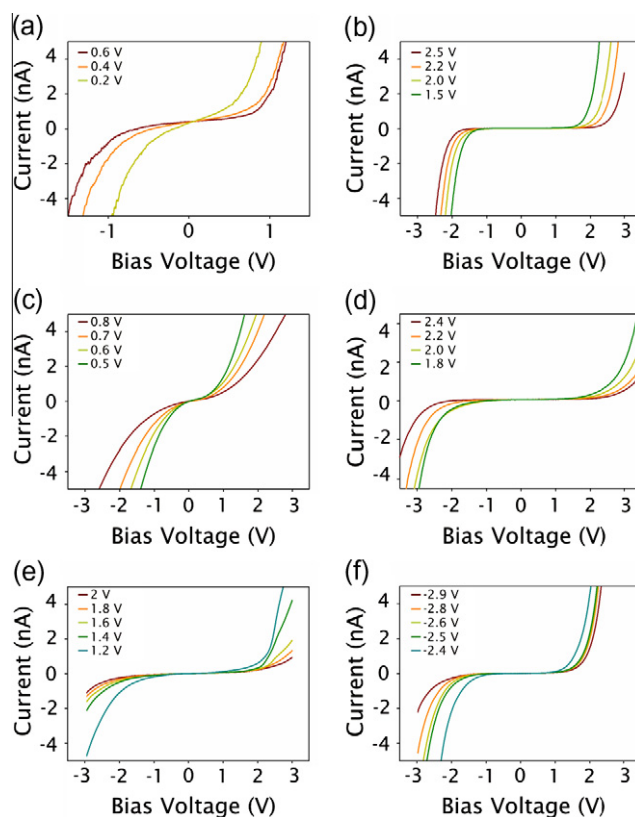 (a)
0.6 V
0.4 V
0.2 V
4
2
0
-2
-4
Current (nA)
-1 0 1
Bias Voltage (V)
(b)
2.5 V
2.2 V
2.0 V
1.5 V
4
2
0
-2
-4
Current (nA)
-3 -2 -1 0 1 2 3
Bias Voltage (V)
(c)
0.8 V
0.7 V
0.6 V
0.5 V
4
2
0
-2
-4
Current (nA)
-3 -2 -1 0 1 2 3
Bias Voltage (V)
(d)
2.4 V
2.2 V
2.0 V
1.8 V
4
2
0
-2
-4
Current (nA)
-3 -2 -1 0 1 2 3
Bias Voltage (V)
(e)
2 V
1.8 V
1.6 V
1.4 V
1.2 V
4
2
0
-2
-4
Current (nA)
-3 -2 -1 0 1 2 3
Bias Voltage (V)
(f)
-2.9 V
-2.8 V
-2.6 V
-2.5 V
-2.4 V
4
2
0
-2
-4
Current (nA)
-3 -2 -1 0 1 2 3
Bias Voltage (V)